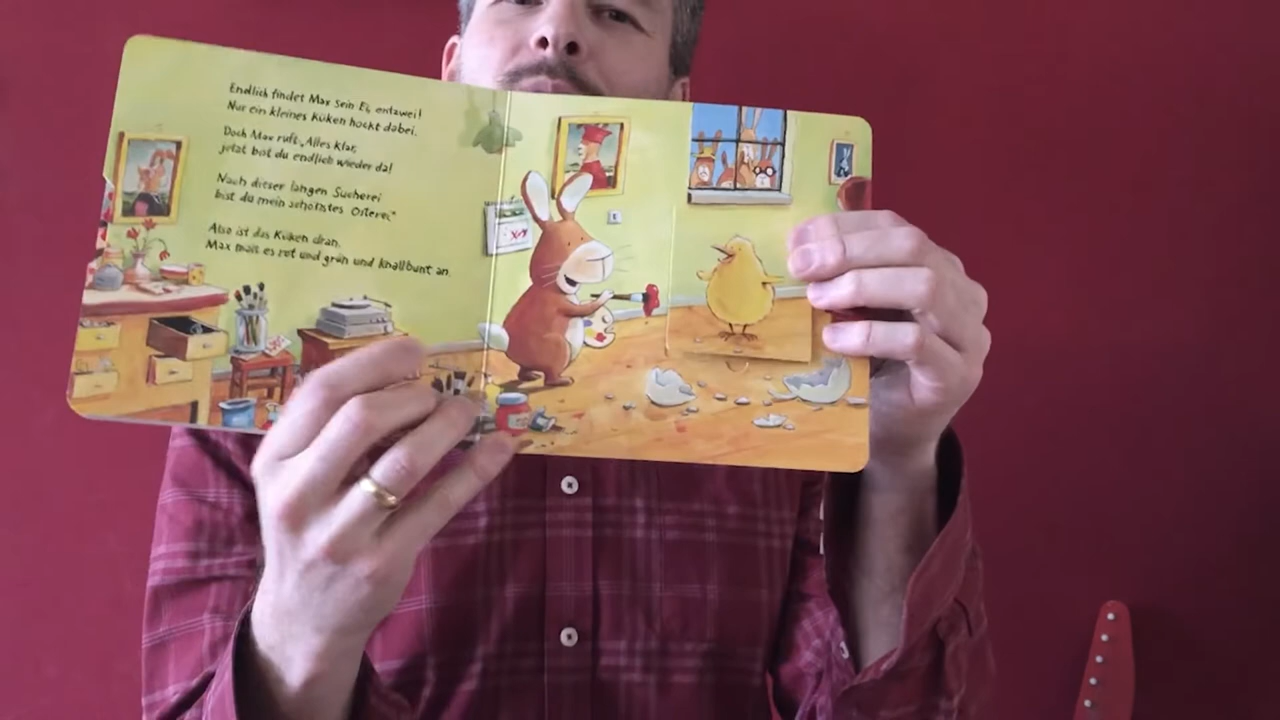 Endlich findet Max sein Ei, entzwei!
Nur ein kleines Küken hockt dabei.
Doch Max ruft: „Alles klar,
jetzt bist du endlich wieder da!
Nach dieser langen Sucherei
bist du mein schönstes Osterei“
Also ist das Küken dran.
Max malt es rot und grün und knallbunt an.